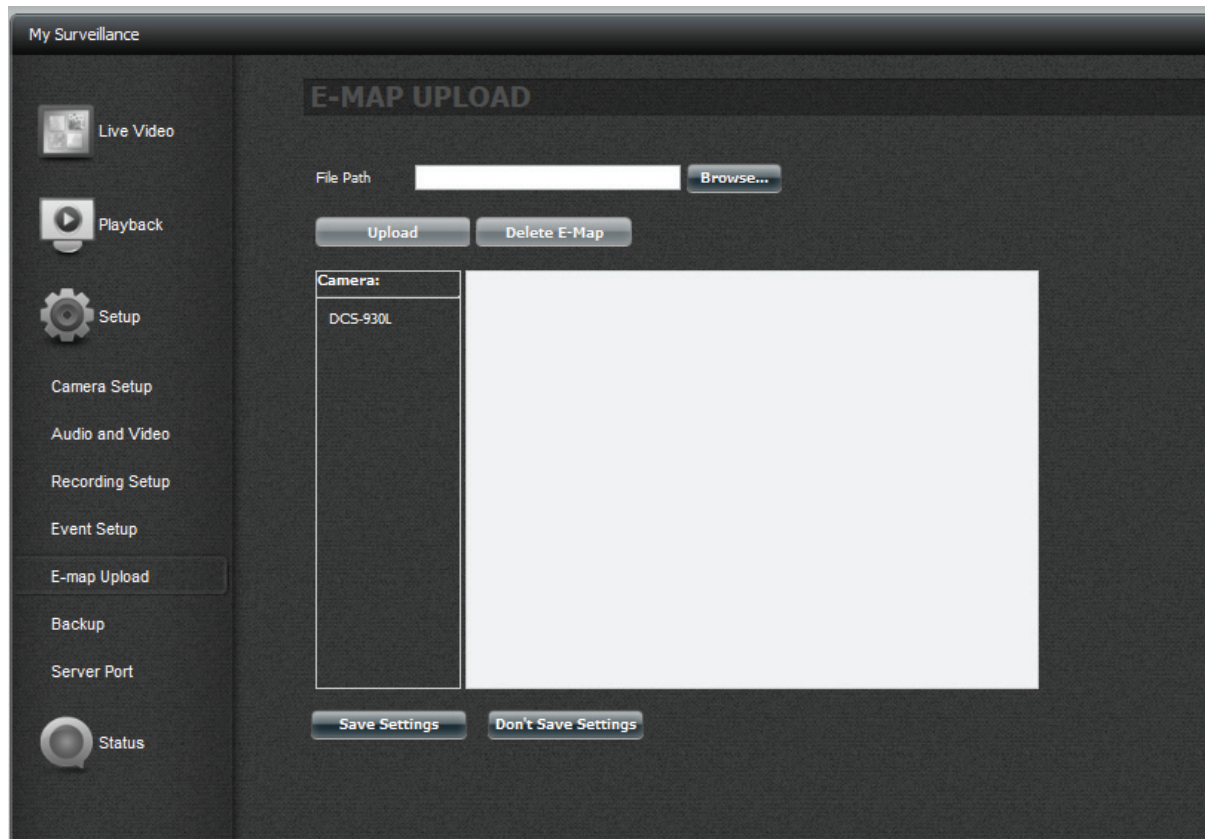 My Surveillance
Live Video
Playback
Setup
Camera Setup
Audio and Video
Recording Setup
Event Setup
E-map Upload
Backup
Server Port
Status
E-MAP UPLOAD
File Path
Browse...
Upload
Delete E-Map
Camera:
DCS-930L
Save Settings
Don't Save Settings